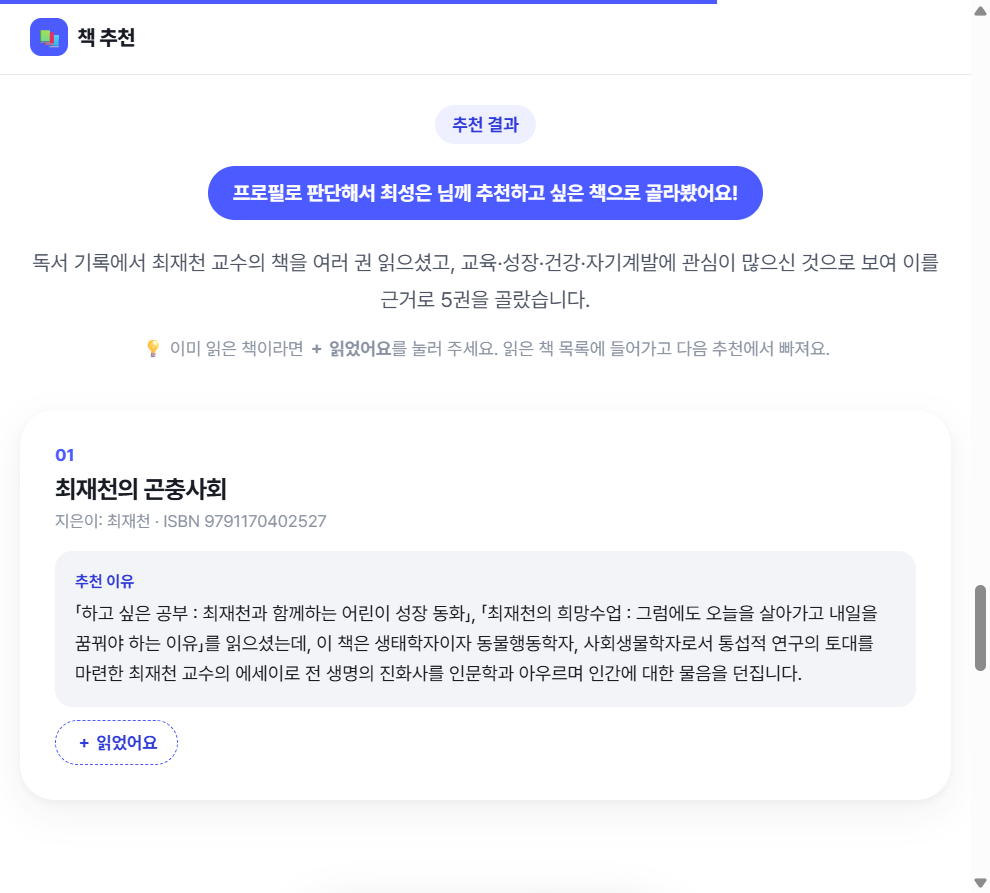 책 추천
추천 결과
프로필로 판단해서 최성은 님께 추천하고 싶은 책으로 골라봤어요!
독서 기록에서 최재천 교수의 책을 여러 권 읽으셨고, 교육·성장·건강·자기계발에 관심이 많으신 것으로 보여 이를
근거로 5권을 골랐습니다.
💡 이미 읽은 책이라면 + 읽었어요를 눌러 주세요. 읽은 책 목록에 들어가고 다음 추천에서 빠져요.
01
최재천의 곤충사회
지은이: 최재천 · ISBN 9791170402527
추천 이유
「하고 싶은 공부 : 최재천과 함께하는 어린이 성장 동화」, 「최재천의 희망수업 : 그럼에도 오늘을 살아가고 내일을
꿈꿔야 하는 이유」를 읽으셨는데, 이 책은 생태학자이자 동물행동학자, 사회생물학자로서 통섭적 연구의 토대를
마련한 최재천 교수의 에세이로 전 생명의 진화사를 인문학과 아우르며 인간에 대한 물음을 던집니다.
+ 읽었어요